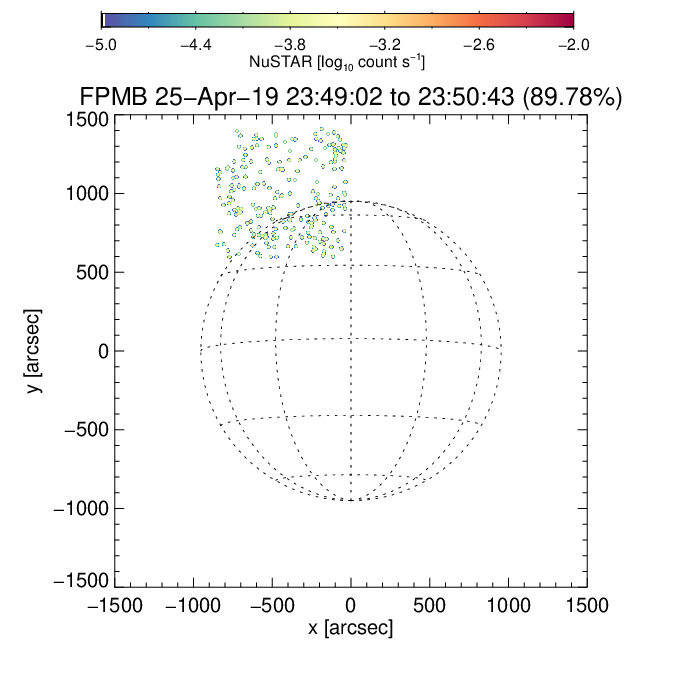 −5.0 −4.4 −3.8 −3.2 −2.6 −2.0
NuSTAR [log₁₀ count s⁻¹]
FPMB 25−Apr−19 23:49:02 to 23:50:43 (89.78%)
1500
1000
500
0
−500
−1000
−1500
y [arcsec]
−1500 −1000 −500 0 500 1000 1500
x [arcsec]